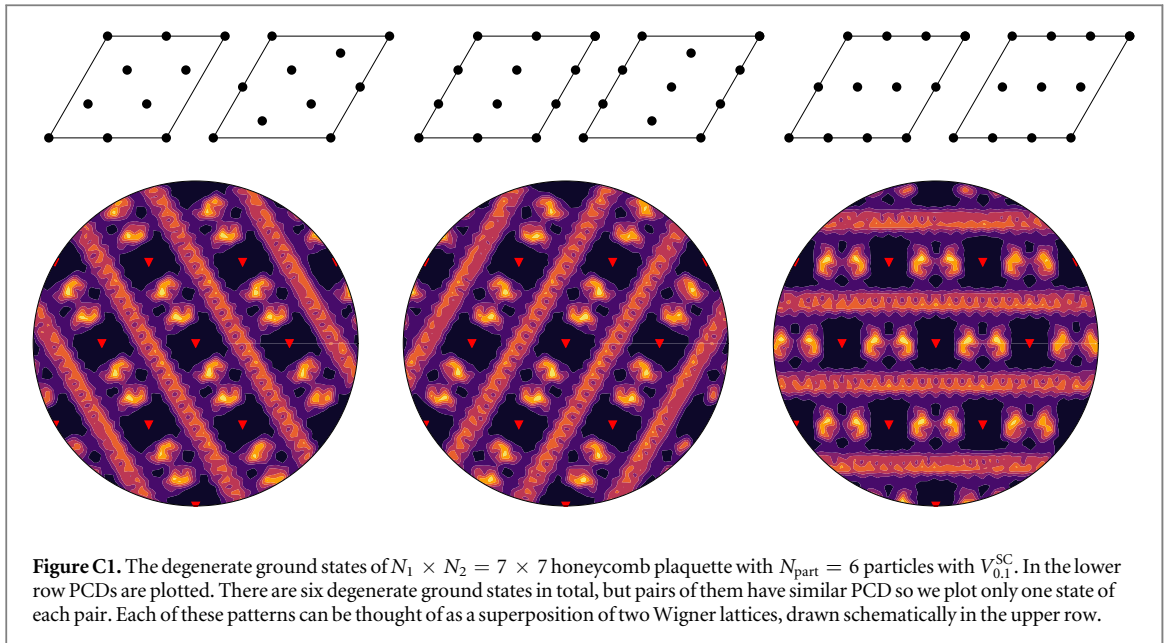 Figure C1. The degenerate ground states of N₁ × N₂ = 7 × 7 honeycomb plaquette with Nₚₐᵣₜ = 6 particles with V₀.₁^SC. In the lower
row PCDs are plotted. There are six degenerate ground states in total, but pairs of them have similar PCD so we plot only one state of
each pair. Each of these patterns can be thought of as a superposition of two Wigner lattices, drawn schematically in the upper row.